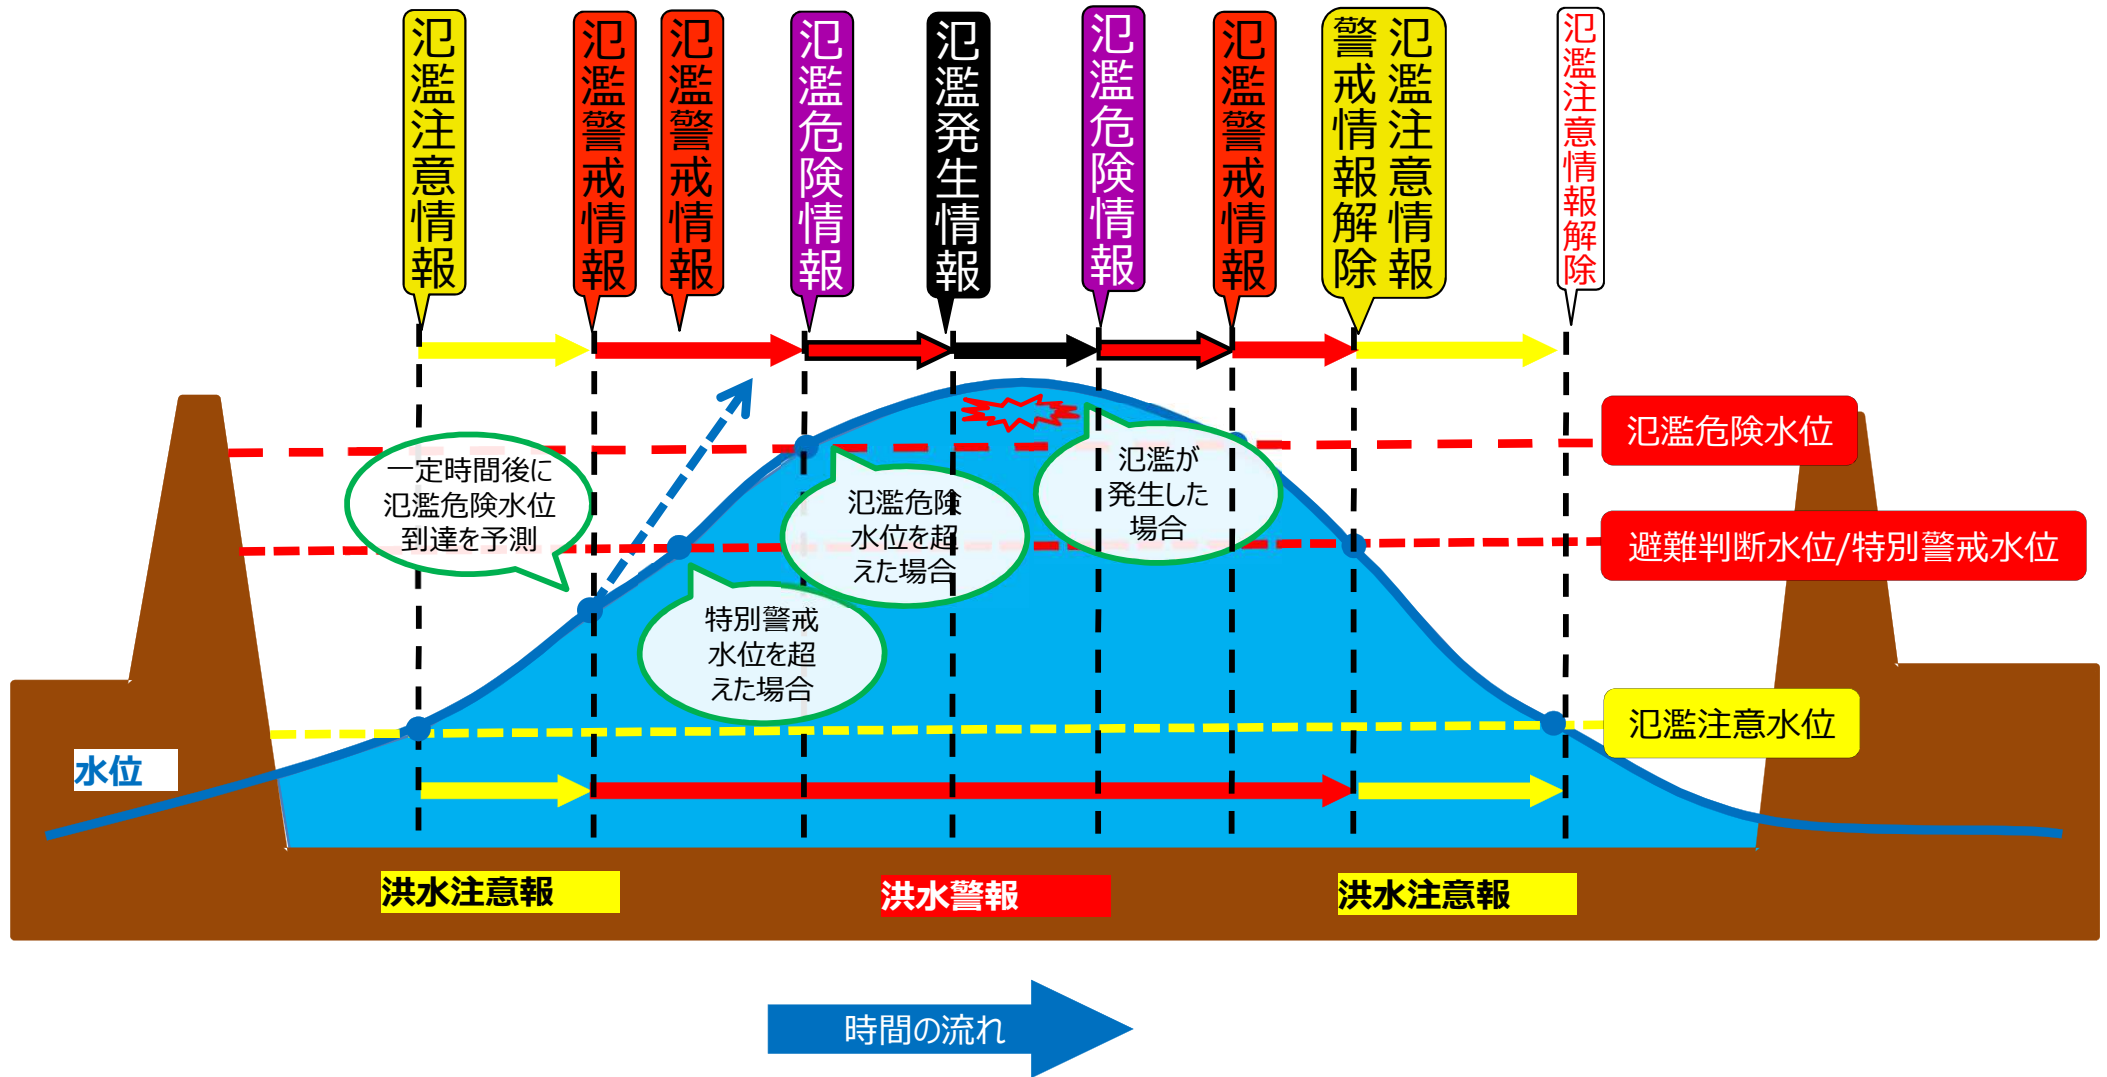 氾濫注意情報
氾濫警戒情報
氾濫警戒情報
氾濫危険情報
氾濫発生情報
氾濫危険情報
氾濫警戒情報
氾濫注意情報
警戒情報解除
氾濫注意情報解除
氾濫危険水位
一定時間後に
氾濫危険水位
到達を予測
氾濫が
発生した
場合
氾濫危険
水位を超
えた場合
避難判断水位/特別警戒水位
特別警戒
水位を超
えた場合
氾濫注意水位
水位
洪水注意報
洪水警報
洪水注意報
時間の流れ